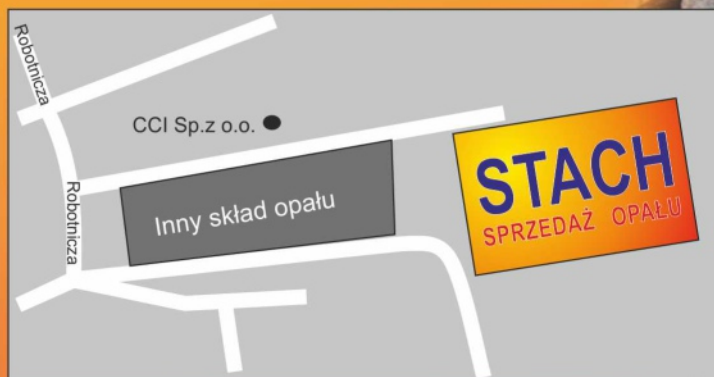 Robotnicza
CCI Sp.z o.o.
Robotnicza
Inny skład opału
STACH
SPRZEDAŻ OPAŁU